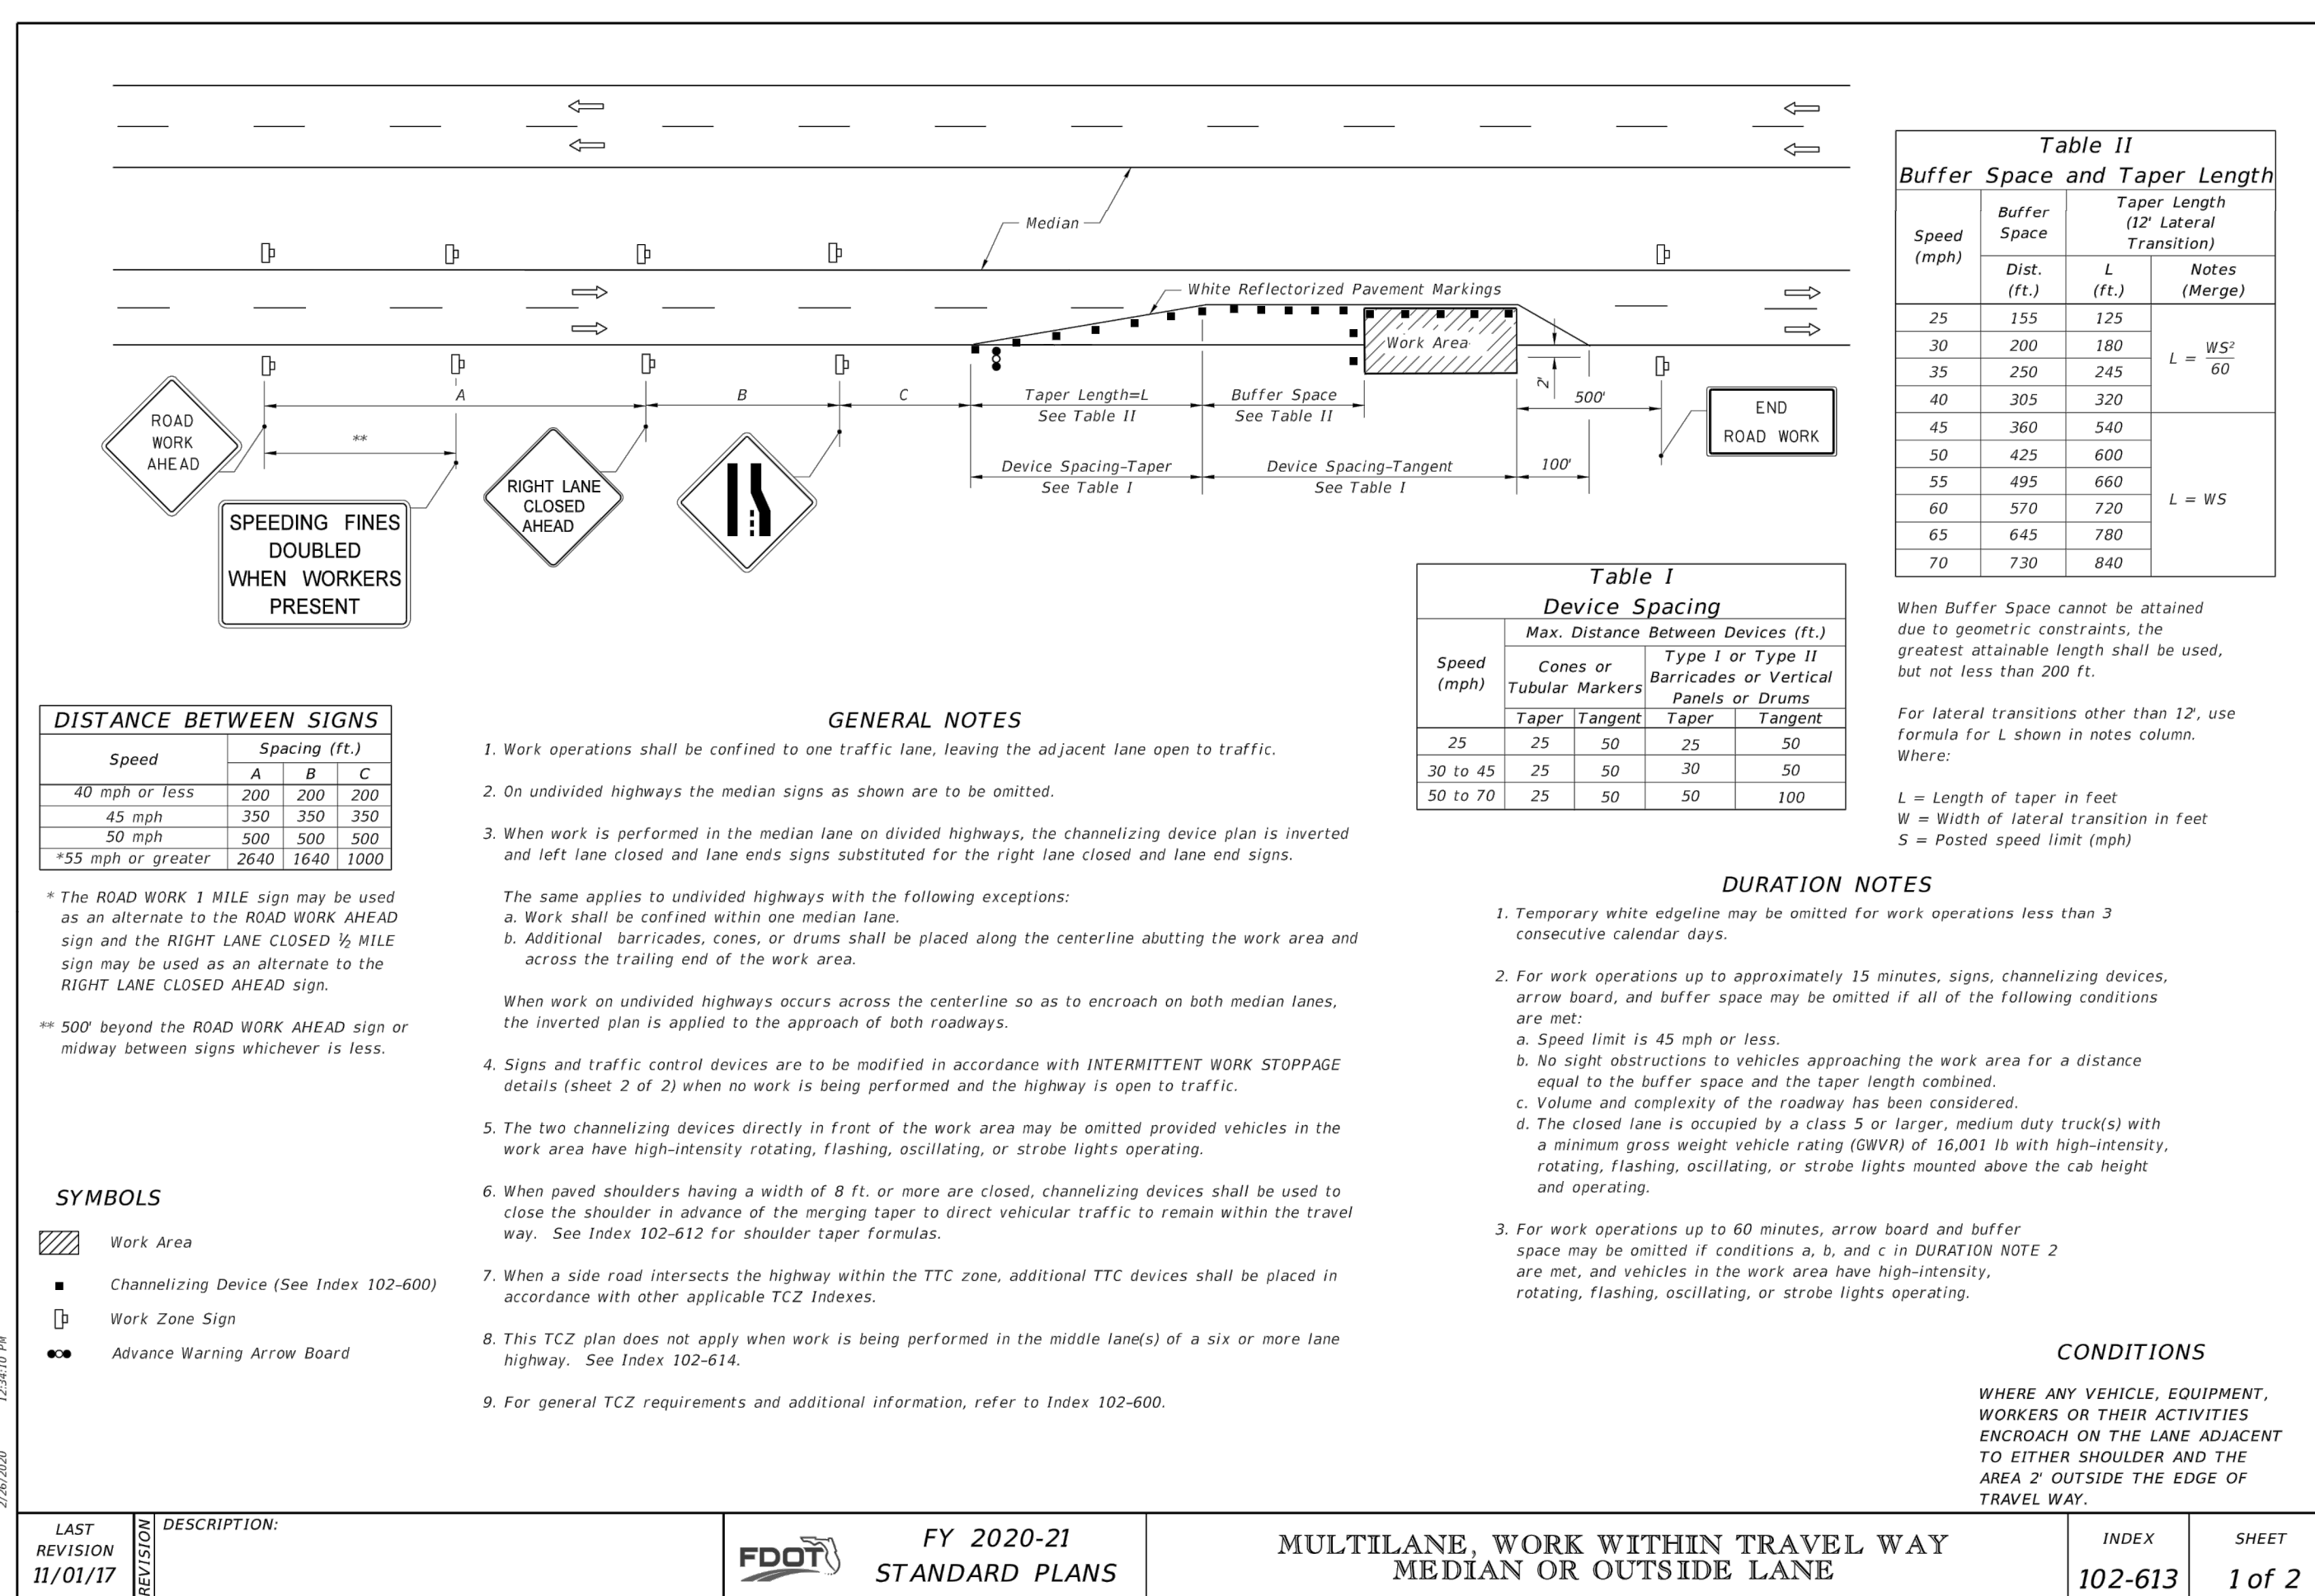 Median
White Reflectorized Pavement Markings
Work Area
A
B
C
**
Taper Length=L
See Table II
Buffer Space
See Table II
2'
500'
Device Spacing-Taper
See Table I
Device Spacing-Tangent
See Table I
100'
ROAD
WORK
AHEAD
SPEEDING FINES
DOUBLED
WHEN WORKERS
PRESENT
RIGHT LANE
CLOSED
AHEAD
END
ROAD WORK
Table II
Buffer Space and Taper Length
Speed
(mph)
Buffer
Space
Taper Length
(12' Lateral
Transition)
Dist.
(ft.)
L
(ft.)
Notes
(Merge)
25 155 125
30 200 180
35 250 245
40 305 320
L = WS²
60
45 360 540
50 425 600
55 495 660
60 570 720
65 645 780
70 730 840
L = WS
When Buffer Space cannot be attained
due to geometric constraints, the
greatest attainable length shall be used,
but not less than 200 ft.
For lateral transitions other than 12', use
formula for L shown in notes column.
Where:
L = Length of taper in feet
W = Width of lateral transition in feet
S = Posted speed limit (mph)
Table I
Device Spacing
Speed
(mph)
Max. Distance Between Devices (ft.)
Cones or
Tubular Markers
Type I or Type II
Barricades or Vertical
Panels or Drums
Taper Tangent Taper Tangent
25 25 50 25 50
30 to 45 25 50 30 50
50 to 70 25 50 50 100
DISTANCE BETWEEN SIGNS
Speed
Spacing (ft.)
A B C
40 mph or less 200 200 200
45 mph 350 350 350
50 mph 500 500 500
*55 mph or greater 2640 1640 1000
* The ROAD WORK 1 MILE sign may be used
as an alternate to the ROAD WORK AHEAD
sign and the RIGHT LANE CLOSED ½ MILE
sign may be used as an alternate to the
RIGHT LANE CLOSED AHEAD sign.
** 500' beyond the ROAD WORK AHEAD sign or
midway between signs whichever is less.
SYMBOLS
Work Area
Channelizing Device (See Index 102-600)
Work Zone Sign
Advance Warning Arrow Board
GENERAL NOTES
1. Work operations shall be confined to one traffic lane, leaving the adjacent lane open to traffic.
2. On undivided highways the median signs as shown are to be omitted.
3. When work is performed in the median lane on divided highways, the channelizing device plan is inverted
and left lane closed and lane ends signs substituted for the right lane closed and lane end signs.
The same applies to undivided highways with the following exceptions:
a. Work shall be confined within one median lane.
b. Additional barricades, cones, or drums shall be placed along the centerline abutting the work area and
across the trailing end of the work area.
When work on undivided highways occurs across the centerline so as to encroach on both median lanes,
the inverted plan is applied to the approach of both roadways.
4. Signs and traffic control devices are to be modified in accordance with INTERMITTENT WORK STOPPAGE
details (sheet 2 of 2) when no work is being performed and the highway is open to traffic.
5. The two channelizing devices directly in front of the work area may be omitted provided vehicles in the
work area have high-intensity rotating, flashing, oscillating, or strobe lights operating.
6. When paved shoulders having a width of 8 ft. or more are closed, channelizing devices shall be used to
close the shoulder in advance of the merging taper to direct vehicular traffic to remain within the travel
way. See Index 102-612 for shoulder taper formulas.
7. When a side road intersects the highway within the TTC zone, additional TTC devices shall be placed in
accordance with other applicable TCZ Indexes.
8. This TCZ plan does not apply when work is being performed in the middle lane(s) of a six or more lane
highway. See Index 102-614.
9. For general TCZ requirements and additional information, refer to Index 102-600.
DURATION NOTES
1. Temporary white edgeline may be omitted for work operations less than 3
consecutive calendar days.
2. For work operations up to approximately 15 minutes, signs, channelizing devices,
arrow board, and buffer space may be omitted if all of the following conditions
are met:
a. Speed limit is 45 mph or less.
b. No sight obstructions to vehicles approaching the work area for a distance
equal to the buffer space and the taper length combined.
c. Volume and complexity of the roadway has been considered.
d. The closed lane is occupied by a class 5 or larger, medium duty truck(s) with
a minimum gross weight vehicle rating (GWVR) of 16,001 lb with high-intensity,
rotating, flashing, oscillating, or strobe lights mounted above the cab height
and operating.
3. For work operations up to 60 minutes, arrow board and buffer
space may be omitted if conditions a, b, and c in DURATION NOTE 2
are met, and vehicles in the work area have high-intensity,
rotating, flashing, oscillating, or strobe lights operating.
CONDITIONS
WHERE ANY VEHICLE, EQUIPMENT,
WORKERS OR THEIR ACTIVITIES
ENCROACH ON THE LANE ADJACENT
TO EITHER SHOULDER AND THE
AREA 2' OUTSIDE THE EDGE OF
TRAVEL WAY.
2/26/2020 12:34:10 PM
LAST
REVISION
11/01/17
REVISION
DESCRIPTION:
FDOT
FY 2020-21
STANDARD PLANS
MULTILANE, WORK WITHIN TRAVEL WAY
MEDIAN OR OUTSIDE LANE
INDEX
102-613
SHEET
1 of 2